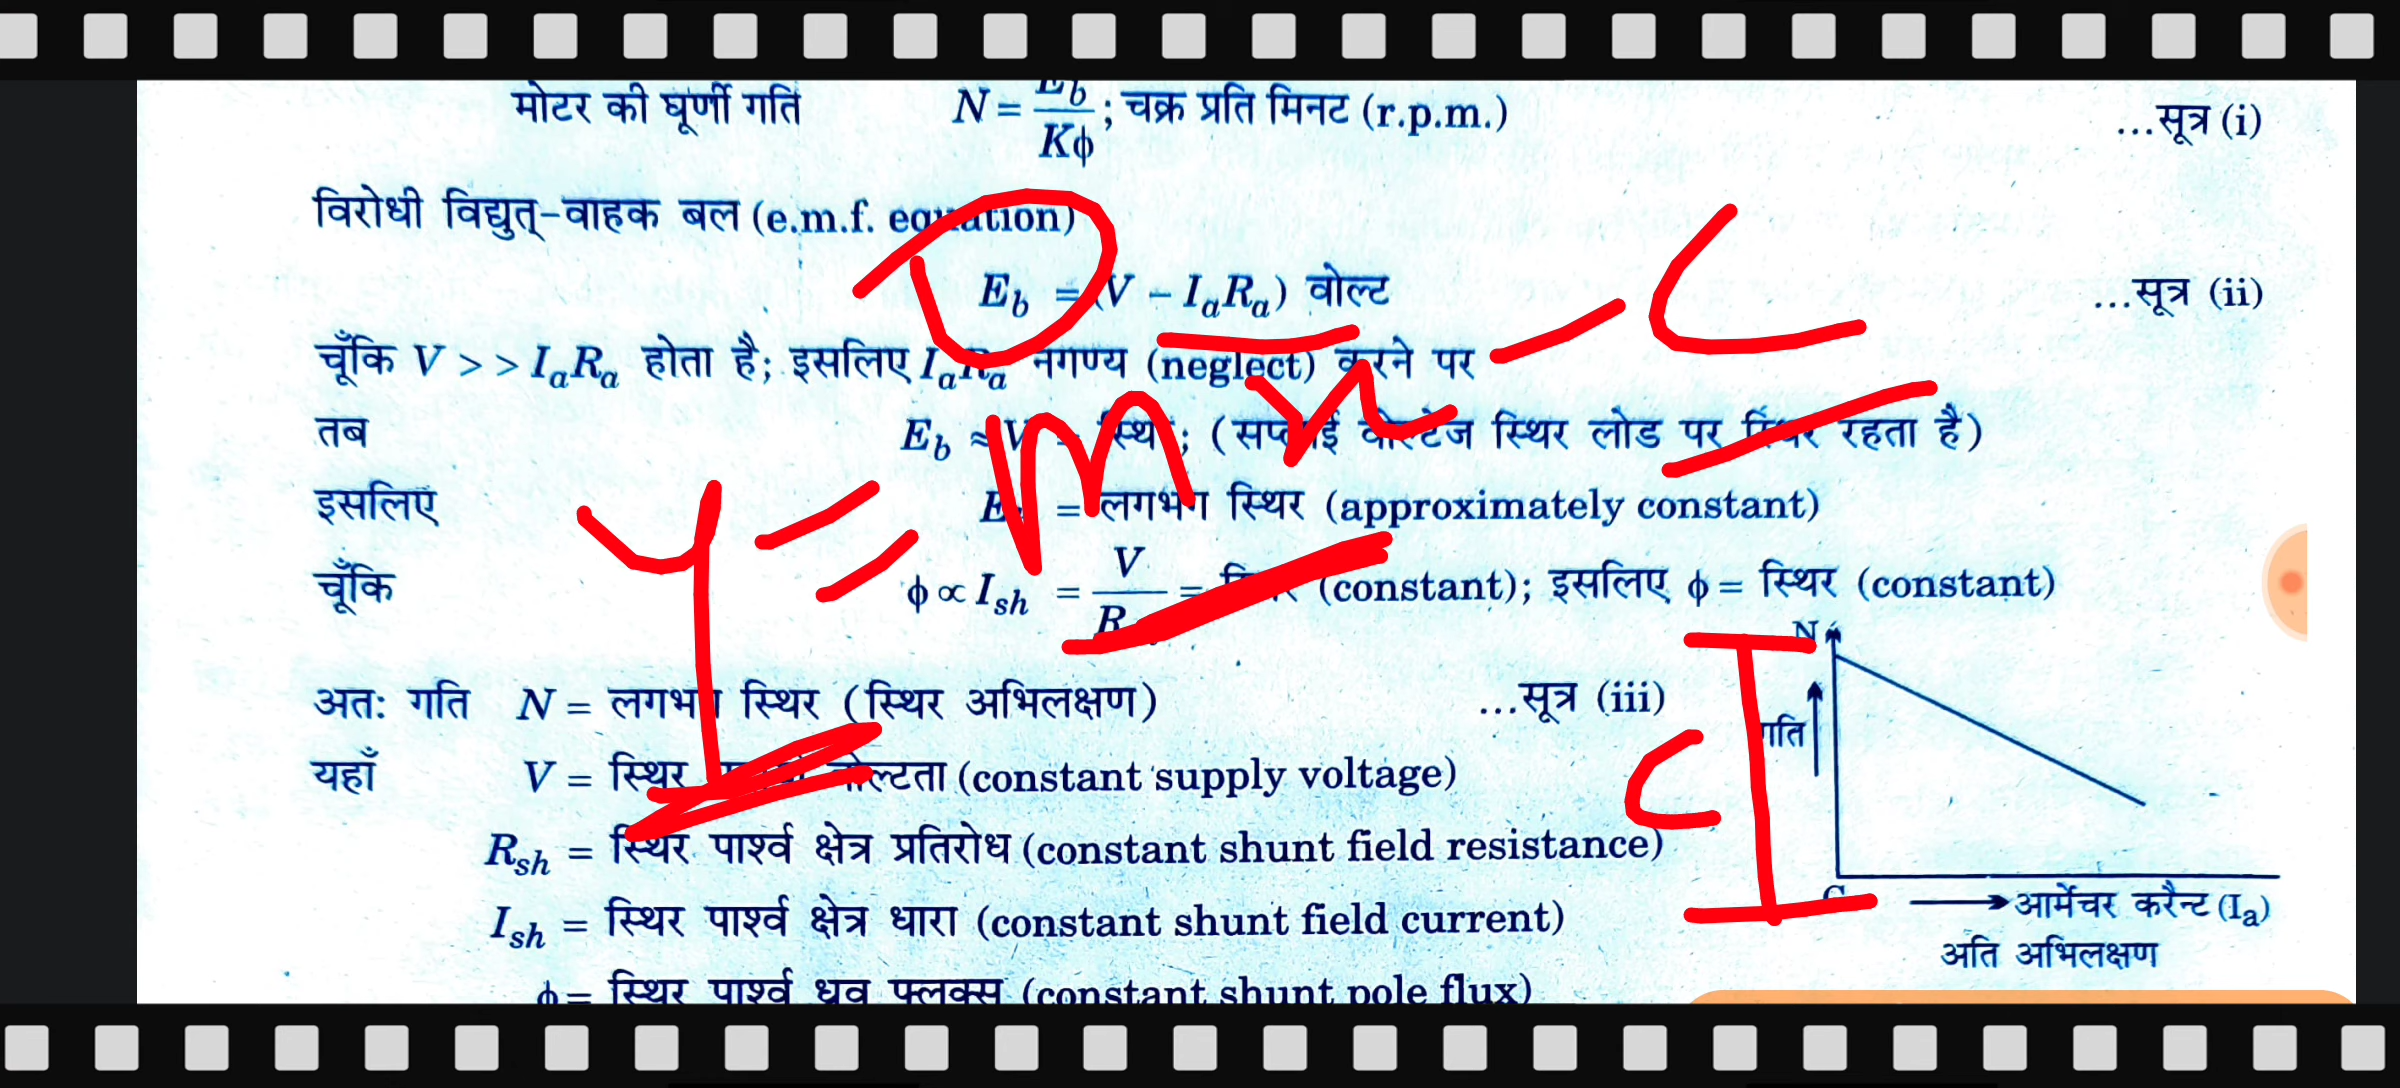 मोटर की घूर्णी गति N = Eb/Kϕ ; चक्र प्रति मिनट (r.p.m.) ...सूत्र (i)
विरोधी विद्युत्-वाहक बल (e.m.f. equation)
Eb = (V − IaRa) वोल्ट ...सूत्र (ii)
चूँकि V >> IaRa होता है; इसलिए IaRa नगण्य (neglect) करने पर
तब Eb ≈ V = स्थिर; (सप्लाई वोल्टेज स्थिर लोड पर स्थिर रहता है)
इसलिए = लगभग स्थिर (approximately constant)
चूँकि ϕ ∝ Ish = V/R = स्थिर (constant); इसलिए ϕ = स्थिर (constant)
अतः गति N = लगभग स्थिर (स्थिर अभिलक्षण) ...सूत्र (iii)
यहाँ V = स्थिर वोल्टता (constant supply voltage)
Rsh = स्थिर पार्श्व क्षेत्र प्रतिरोध (constant shunt field resistance)
Ish = स्थिर पार्श्व क्षेत्र धारा (constant shunt field current)
ϕ = स्थिर पार्श्व ध्रुव फ्लक्स (constant shunt pole flux)
N
गति
आर्मेचर करैन्ट (Ia)
अति अभिलक्षण
y = m x - c
c